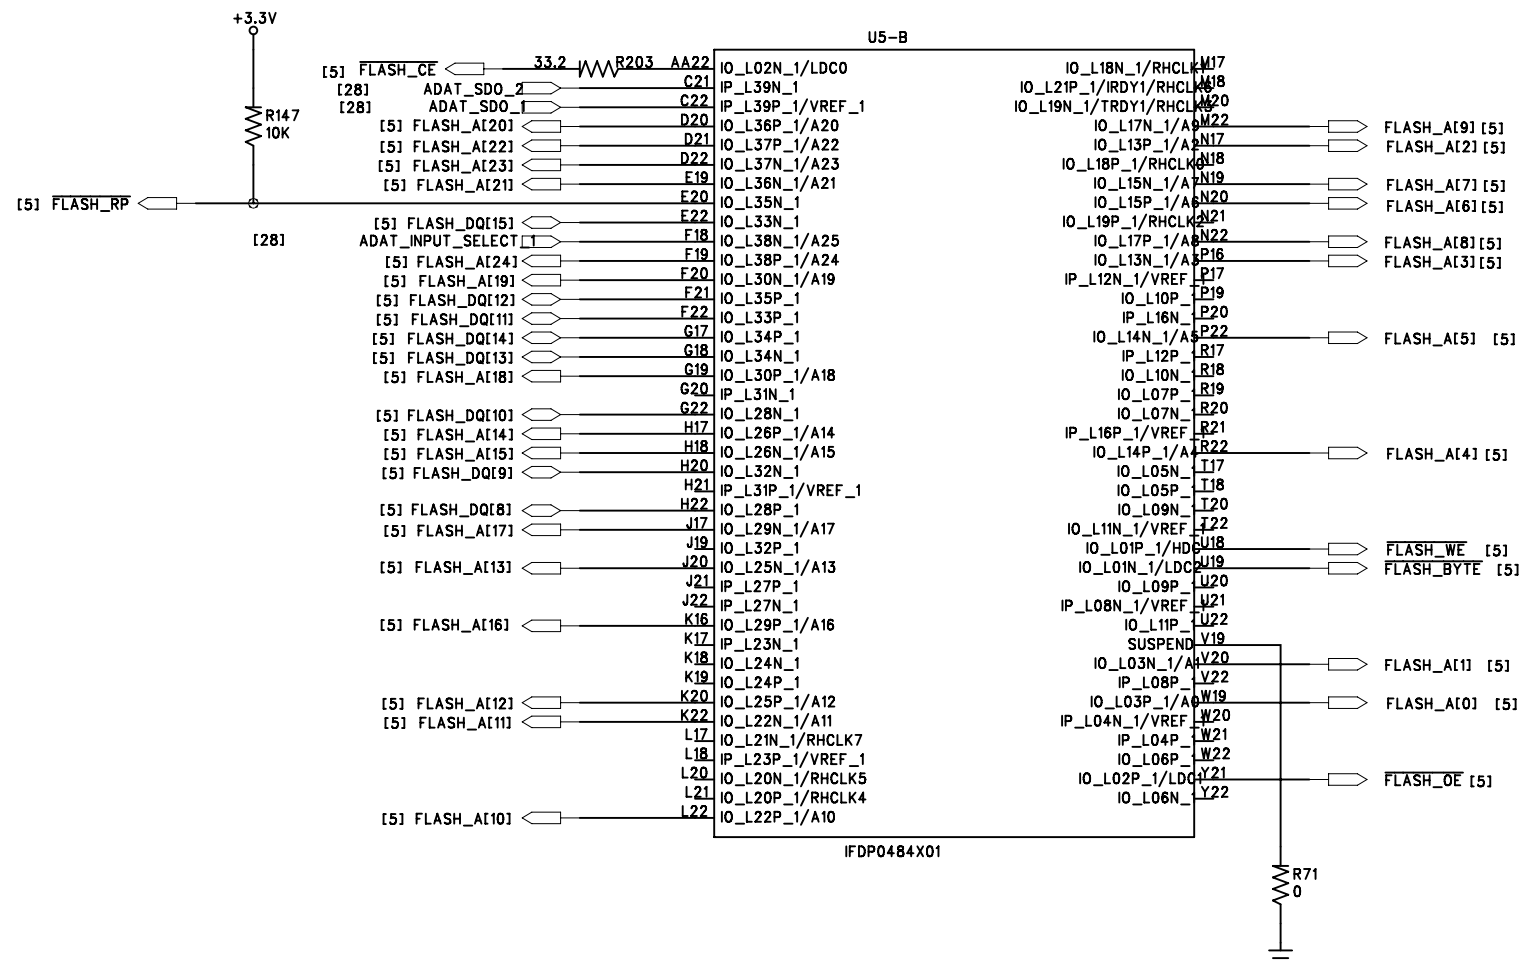 +3.3V
U5-B
R147
10K
[5] FLASH_RP
[5] FLASH_CE 33.2 R203 AA22 IO_L02N_1/LDC0
[28] ADAT_SDO_2 C21 IP_L39N_1
[28] ADAT_SDO_1 C22 IP_L39P_1/VREF_1
[5] FLASH_A[20] D20 IO_L36P_1/A20
[5] FLASH_A[22] D21 IO_L37P_1/A22
[5] FLASH_A[23] D22 IO_L37N_1/A23
[5] FLASH_A[21] E19 IO_L36N_1/A21
E20 IO_L35N_1
[5] FLASH_DQ[15] E22 IO_L33N_1
[28] ADAT_INPUT_SELECT_1 F18 IO_L38N_1/A25
[5] FLASH_A[24] F19 IO_L38P_1/A24
[5] FLASH_A[19] F20 IO_L30N_1/A19
[5] FLASH_DQ[12] F21 IO_L35P_1
[5] FLASH_DQ[11] F22 IO_L33P_1
[5] FLASH_DQ[14] G17 IO_L34P_1
[5] FLASH_DQ[13] G18 IO_L34N_1
[5] FLASH_A[18] G19 IO_L30P_1/A18
G20 IP_L31N_1
[5] FLASH_DQ[10] G22 IO_L28N_1
[5] FLASH_A[14] H17 IO_L26P_1/A14
[5] FLASH_A[15] H18 IO_L26N_1/A15
[5] FLASH_DQ[9] H20 IO_L32N_1
H21 IP_L31P_1/VREF_1
[5] FLASH_DQ[8] H22 IO_L28P_1
[5] FLASH_A[17] J17 IO_L29N_1/A17
J19 IO_L32P_1
[5] FLASH_A[13] J20 IO_L25N_1/A13
J21 IP_L27P_1
J22 IP_L27N_1
[5] FLASH_A[16] K16 IO_L29P_1/A16
K17 IP_L23N_1
K18 IO_L24N_1
K19 IO_L24P_1
[5] FLASH_A[12] K20 IO_L25P_1/A12
[5] FLASH_A[11] K22 IO_L22N_1/A11
L17 IO_L21N_1/RHCLK7
L18 IP_L23P_1/VREF_1
L20 IO_L20N_1/RHCLK5
L21 IO_L20P_1/RHCLK4
[5] FLASH_A[10] L22 IO_L22P_1/A10
IO_L18N_1/RHCLK1 M17
IO_L21P_1/IRDY1/RHCLK6 M18
IO_L19N_1/TRDY1/RHCLK3 M20
IO_L17N_1/A9 M22 FLASH_A[9] [5]
IO_L13P_1/A2 N17 FLASH_A[2] [5]
IO_L18P_1/RHCLK0 N18
IO_L15N_1/A7 N19 FLASH_A[7] [5]
IO_L15P_1/A6 N20 FLASH_A[6] [5]
IO_L19P_1/RHCLK2 N21
IO_L17P_1/A8 N22 FLASH_A[8] [5]
IO_L13N_1/A3 P16 FLASH_A[3] [5]
IP_L12N_1/VREF_1 P17
IO_L10P_1 P19
IP_L16N_1 P20
IO_L14N_1/A5 P22 FLASH_A[5] [5]
IP_L12P_1 R17
IO_L10N_1 R18
IO_L07P_1 R19
IO_L07N_1 R20
IP_L16P_1/VREF_1 R21
IO_L14P_1/A4 R22 FLASH_A[4] [5]
IO_L05N_1 T17
IO_L05P_1 T18
IO_L09N_1 T20
IO_L11N_1/VREF_1 T22
IO_L01P_1/HDC U18 FLASH_WE [5]
IO_L01N_1/LDC2 U19 FLASH_BYTE [5]
IO_L09P_1 U20
IP_L08N_1/VREF_1 U21
IO_L11P_1 U22
SUSPEND V19
IO_L03N_1/A1 V20 FLASH_A[1] [5]
IP_L08P_1 V22
IO_L03P_1/A0 W19 FLASH_A[0] [5]
IP_L04N_1/VREF_1 W20
IP_L04P_1 W21
IO_L06P_1 W22
IO_L02P_1/LDC1 Y21 FLASH_OE [5]
IO_L06N_1 Y22
IFDP0484X01
R71
0